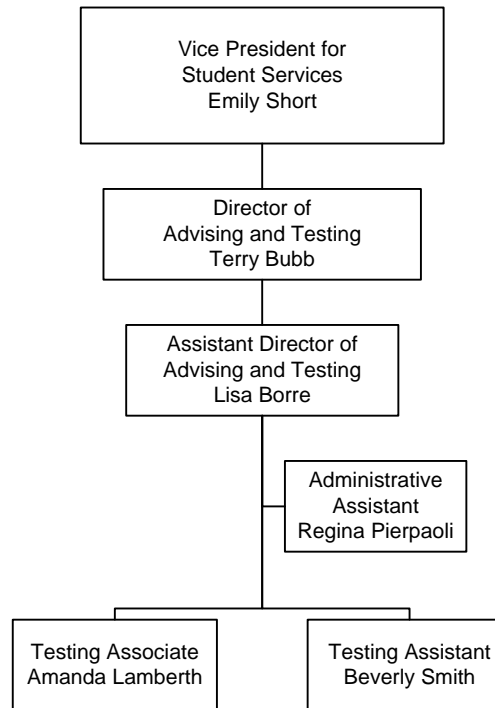 Vice President for
Student Services
Emily Short
Director of
Advising and Testing
Terry Bubb
Assistant Director of
Advising and Testing
Lisa Borre
Administrative
Assistant
Regina Pierpaoli
Testing Associate
Amanda Lamberth
Testing Assistant
Beverly Smith